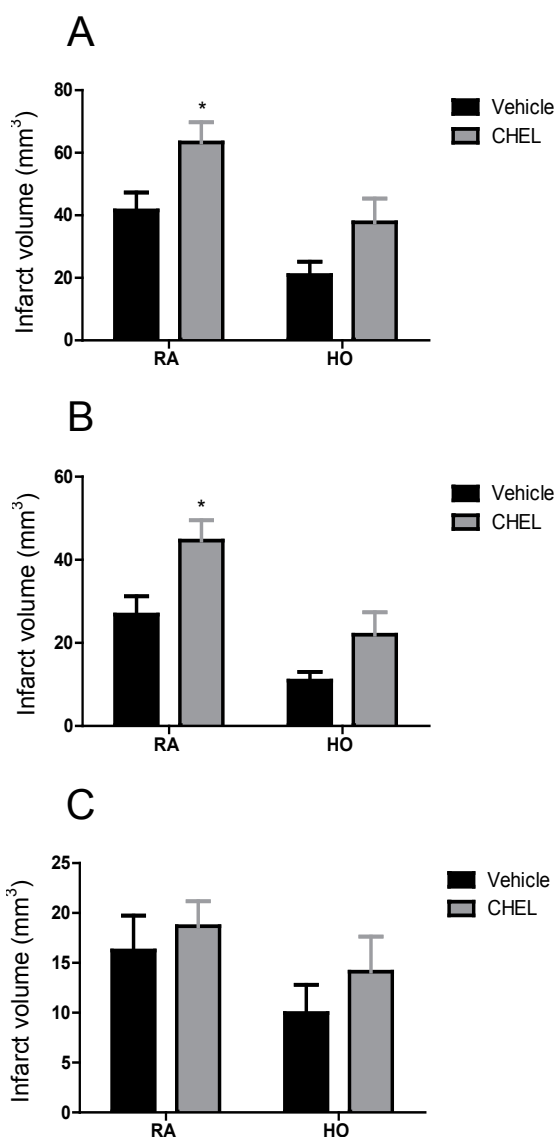 A
Infarct volume (mm³)
80
60
40
20
0
*
RA
HO
Vehicle
CHEL
B
Infarct volume (mm³)
60
40
20
0
*
RA
HO
Vehicle
CHEL
C
Infarct volume (mm³)
25
20
15
10
5
0
RA
HO
Vehicle
CHEL